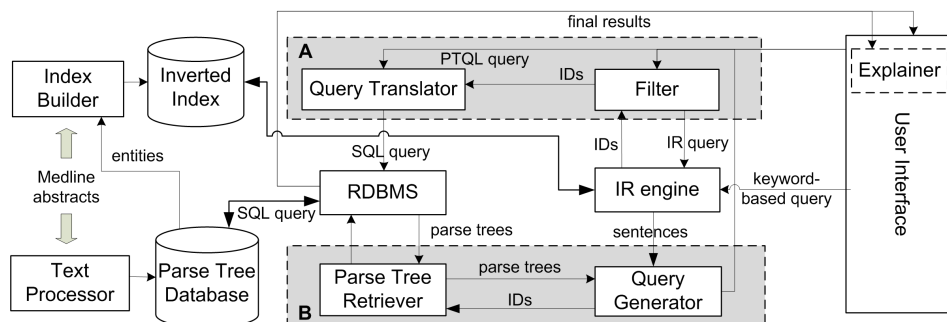 final results
A
PTQL query
Index
Builder
Inverted
Index
Query Translator
IDs
Filter
Explainer
User Interface
entities
Medline
abstracts
SQL query
IDs
IR query
RDBMS
IR engine
keyword-
based query
SQL query
parse trees
sentences
Text
Processor
Parse Tree
Database
Parse Tree
Retriever
parse trees
IDs
Query
Generator
B